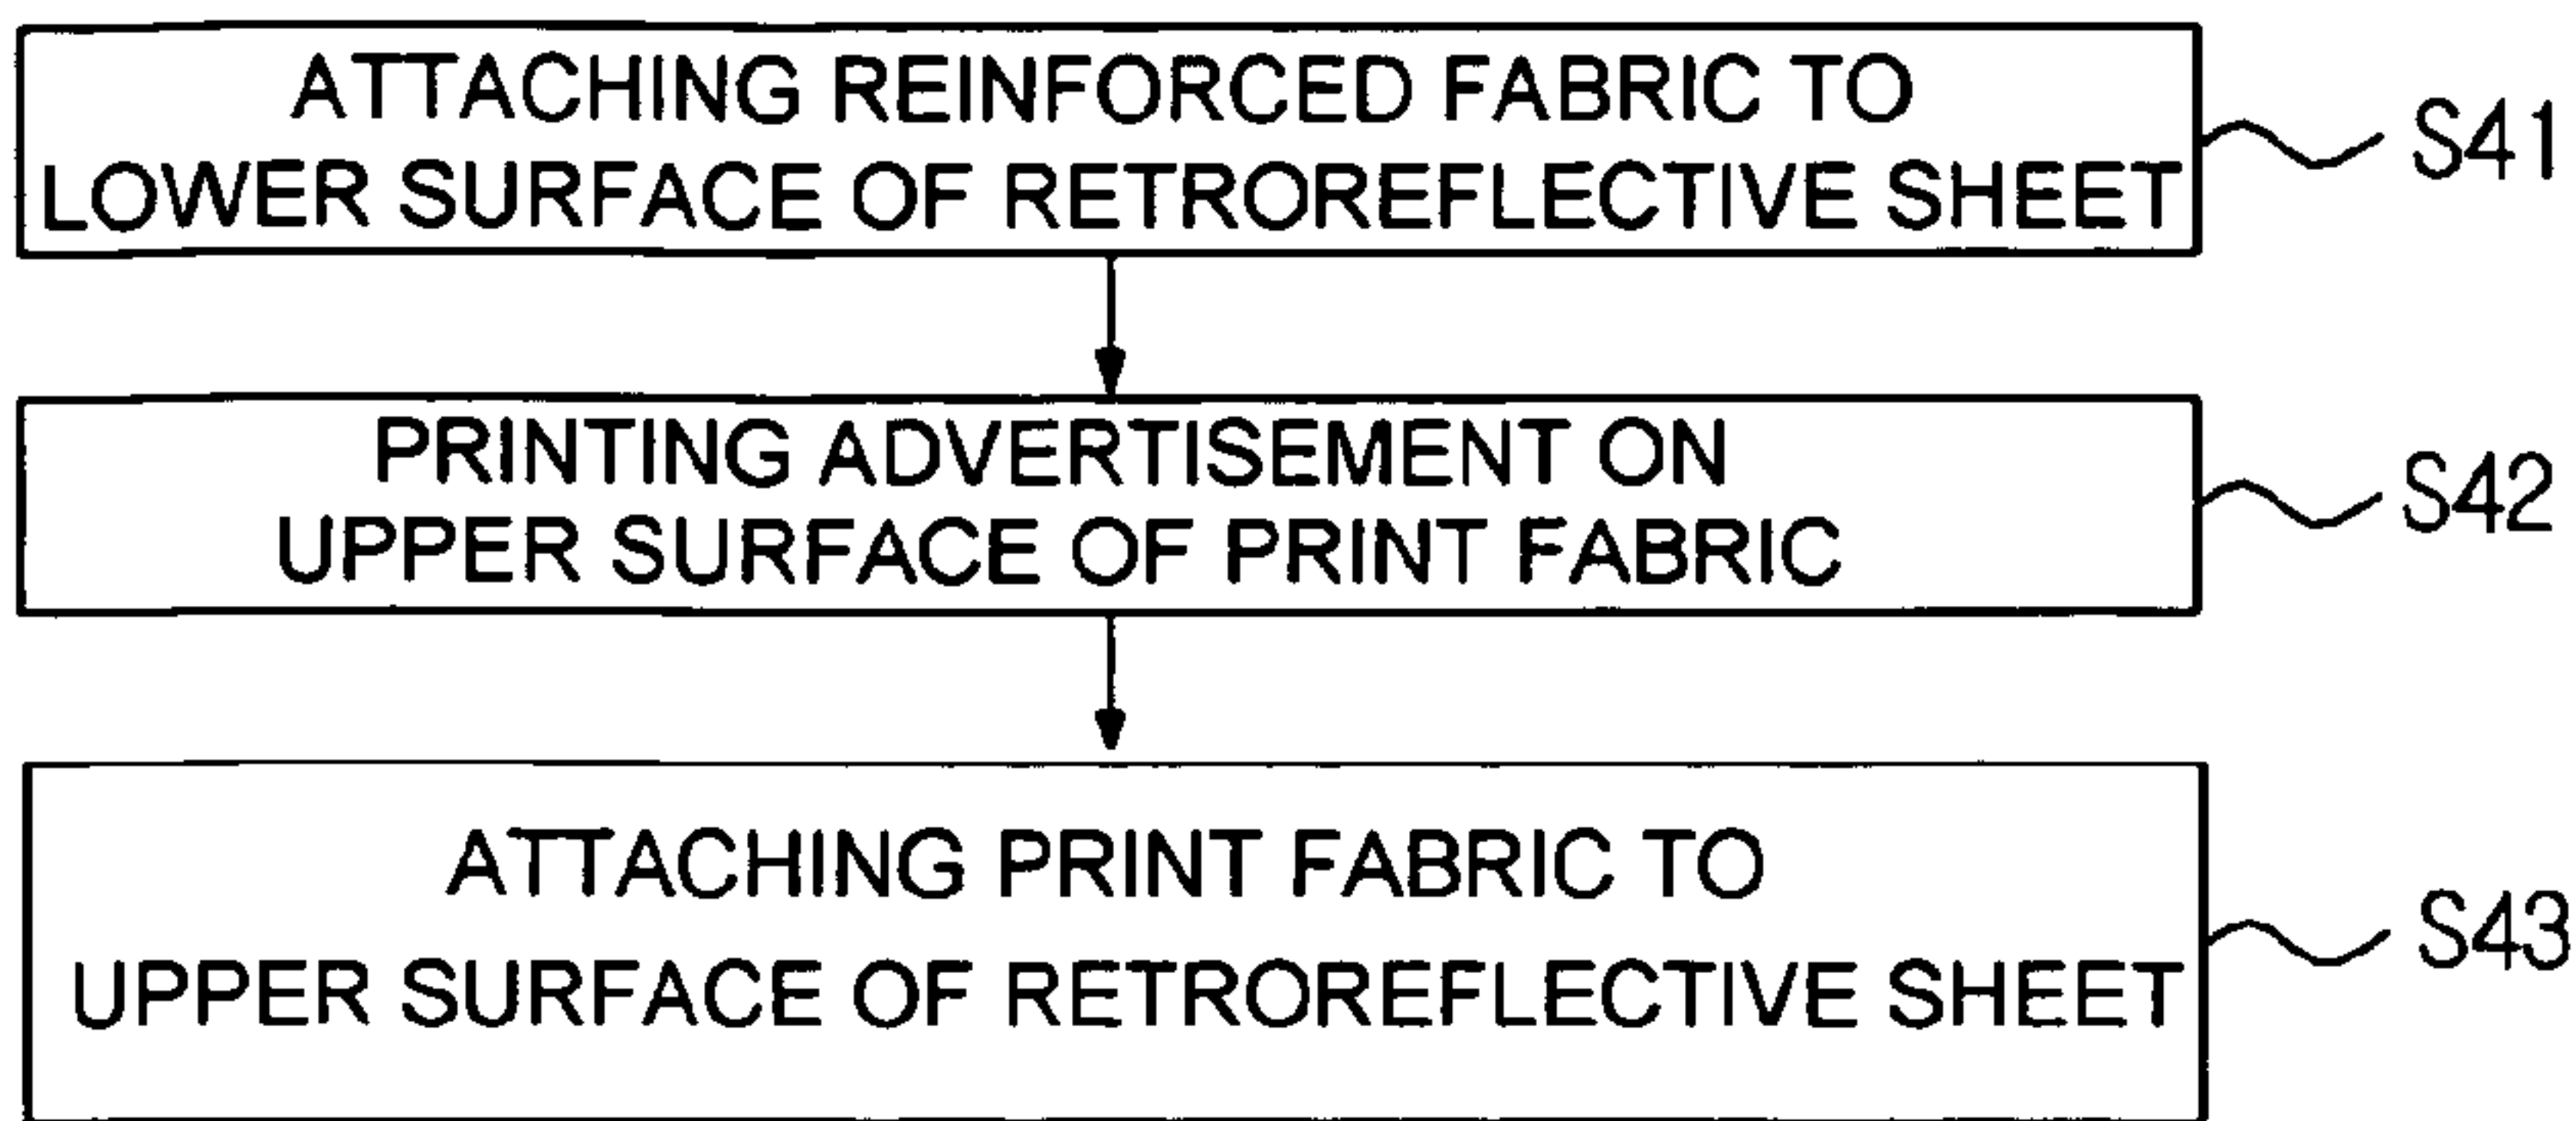 ATTACHING REINFORCED FABRIC TO
LOWER SURFACE OF RETROREFLECTIVE SHEET
S41
PRINTING ADVERTISEMENT ON
UPPER SURFACE OF PRINT FABRIC
S42
ATTACHING PRINT FABRIC TO
UPPER SURFACE OF RETROREFLECTIVE SHEET
S43